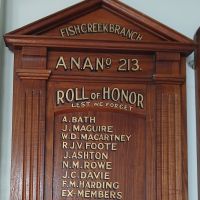 FISH CREEK BRANCH
A.N.A. No 213.
ROLL OF HONOR
LEST WE FORGET
A. BATH
J. MAGUIRE
W.D. MACARTNEY
R.J.V. FOOTE
J. ASHTON
N.M. ROWE
J.C. DAVIE
F.M. HARDING
EX-MEMBERS